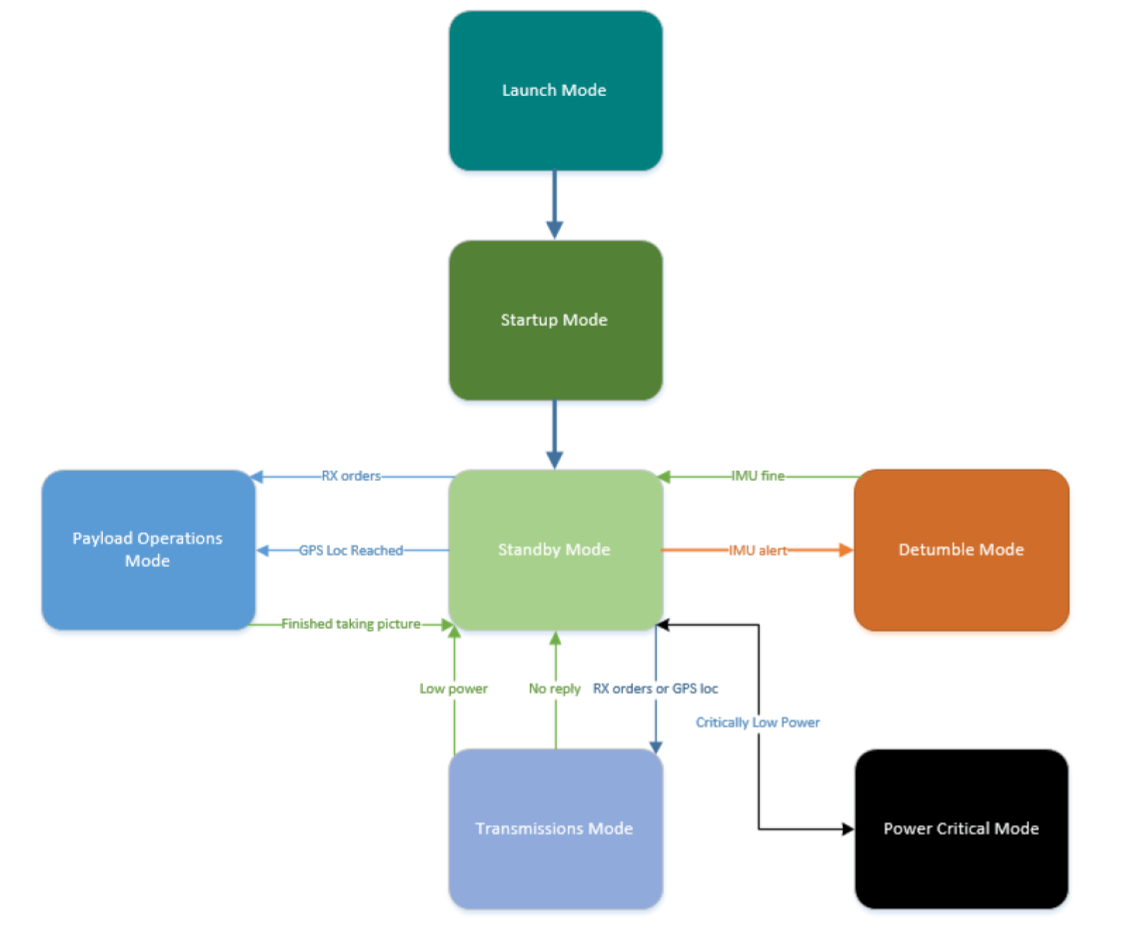 Launch Mode
Startup Mode
RX orders
IMU fine
Payload Operations
Mode
GPS Loc Reached
Standby Mode
IMU alert
Detumble Mode
Finished taking picture
Low power
No reply
RX orders or GPS loc
Critically Low Power
Transmissions Mode
Power Critical Mode